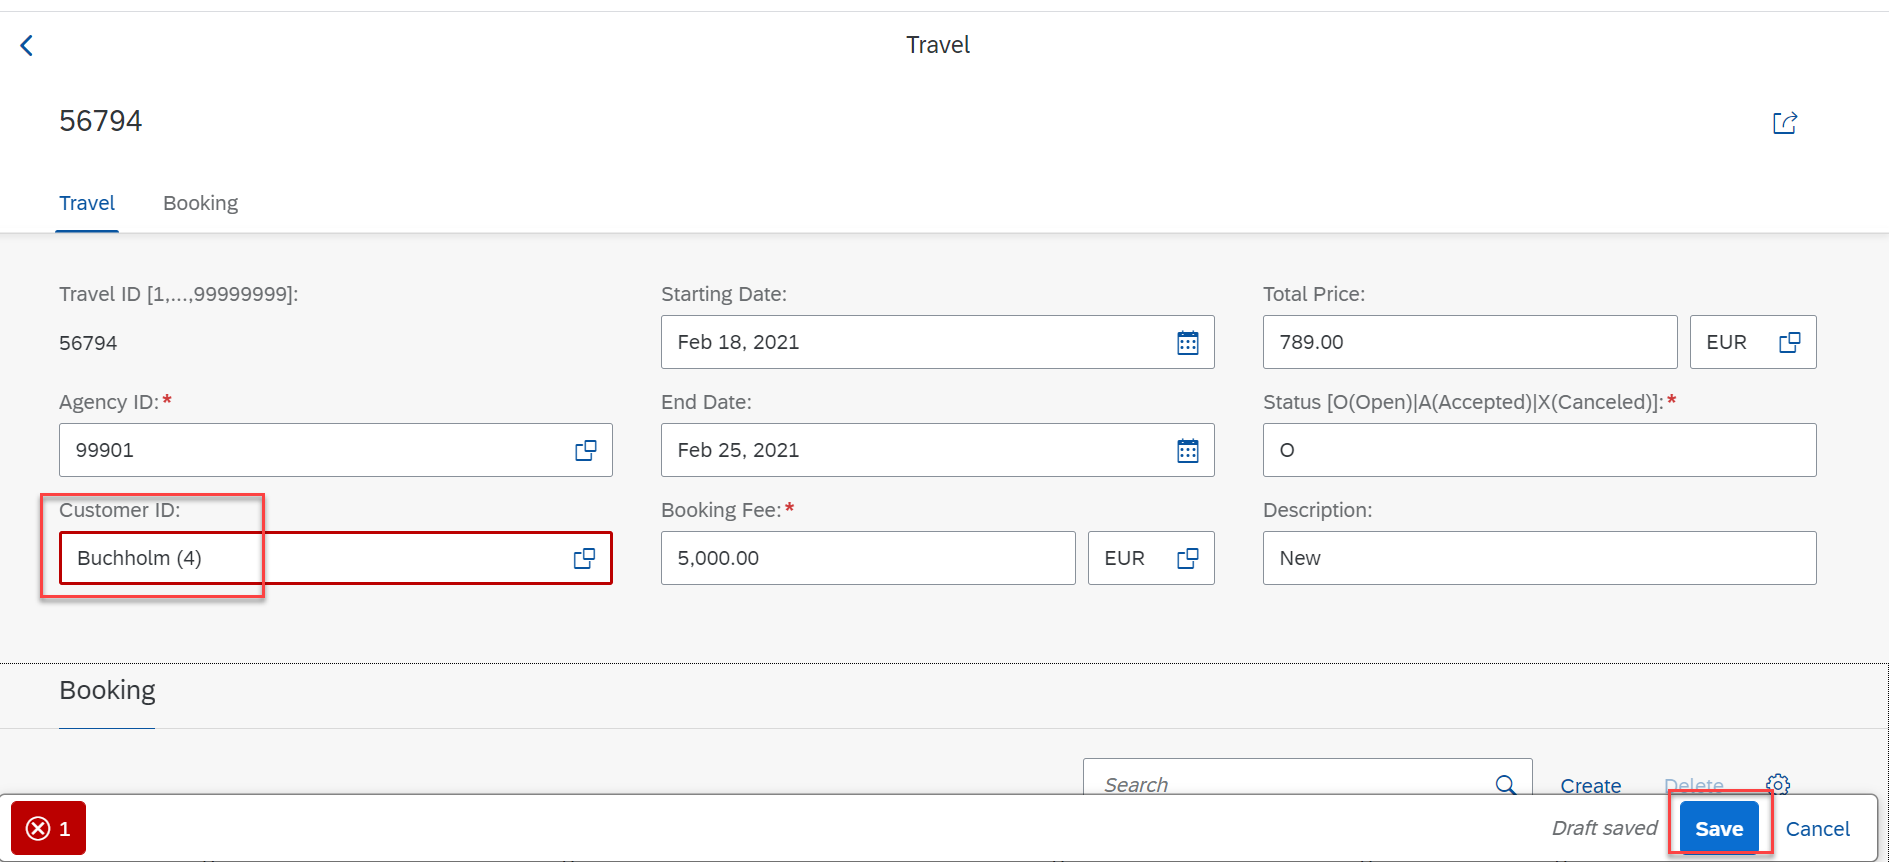 Travel
56794
Travel Booking
Travel ID [1,...,99999999]:
56794
Agency ID:*
99901
Customer ID:
Buchholm (4)
Starting Date:
Feb 18, 2021
End Date:
Feb 25, 2021
Booking Fee:*
5,000.00 EUR
Total Price:
789.00 EUR
Status [O(Open)|A(Accepted)|X(Canceled)]:*
O
Description:
New
Booking
Search Create Delete
1 Draft saved Save Cancel